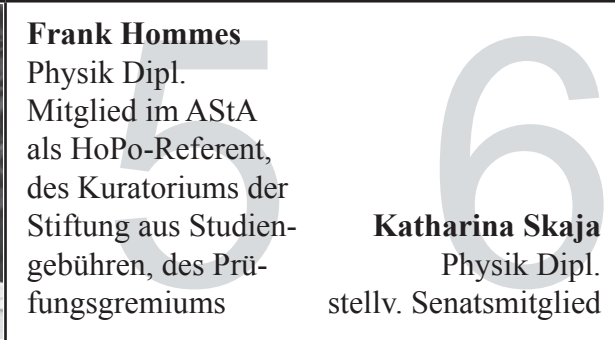 5
Frank Hommes
Physik Dipl.
Mitglied im AStA
als HoPo-Referent,
des Kuratoriums der
Stiftung aus Studien-
gebühren, des Prü-
fungsgremiums
6
Katharina Skaja
Physik Dipl.
stellv. Senatsmitglied